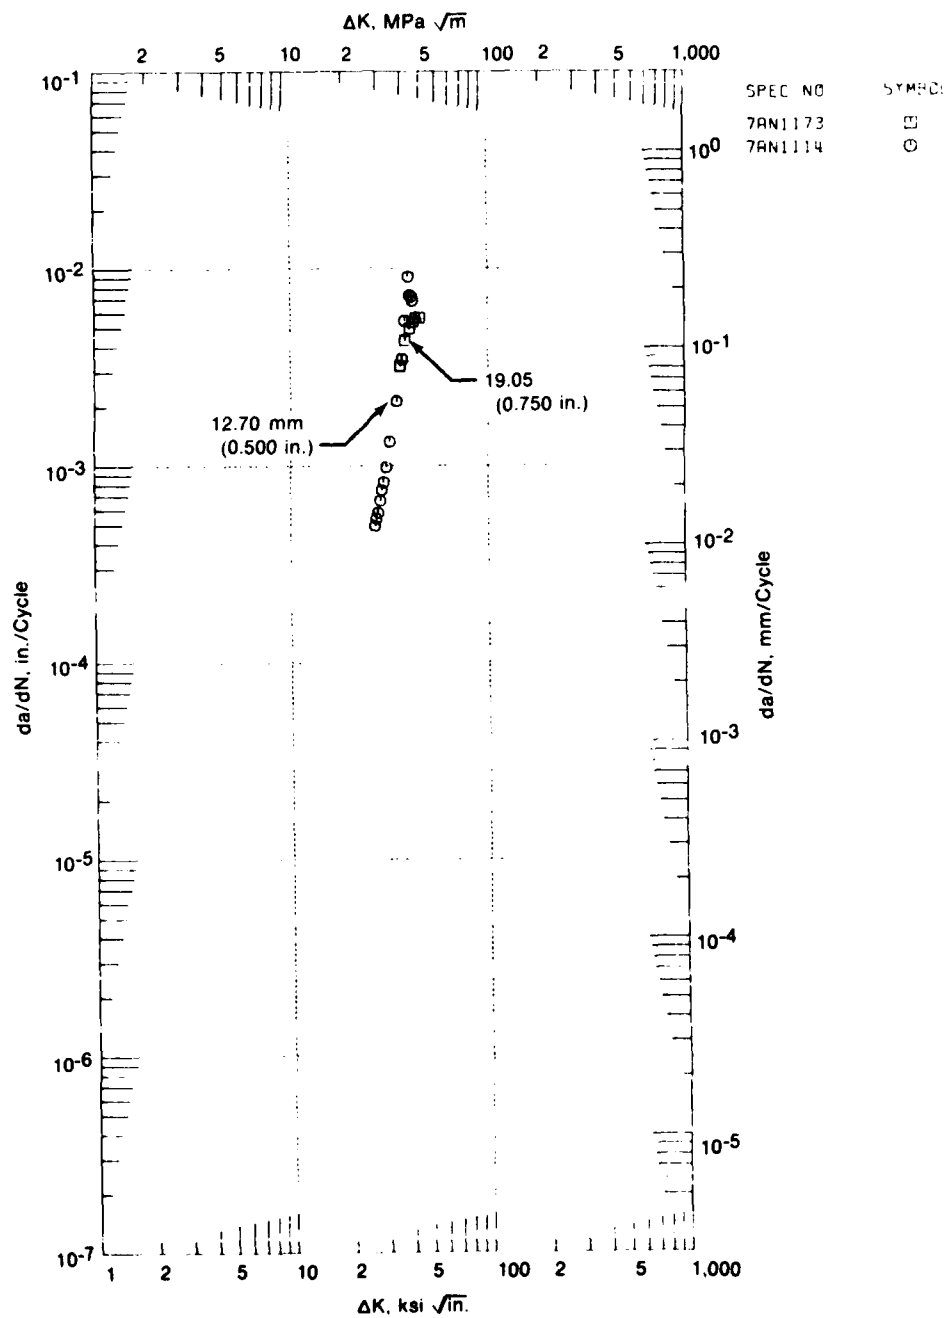 ΔK, MPa √m
2 5 10 2 5 100 2 5 1,000
SPEC NO
7AN1173
7AN1114
10-1
10-2
10-3
10-4
10-5
10-6
10-7
da/dN, in./Cycle
12.70 mm
(0.500 in.)
19.05
(0.750 in.)
100
10-1
10-2
10-3
10-4
10-5
da/dN, mm/Cycle
1 2 5 10 2 5 100 2 5 1,000
ΔK, ksi √in.